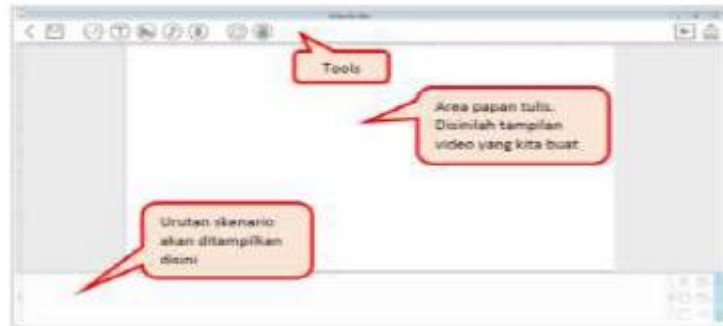 Tools
Area papan tulis.
Disinilah tampilan
video yang kita buat
Urutan skenario
akan ditampilkan
disini